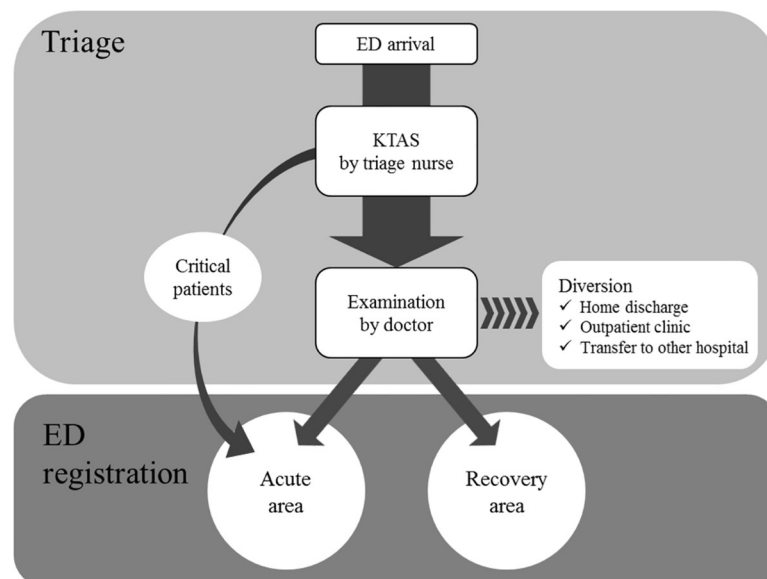 Triage
ED arrival
KTAS
by triage nurse
Critical
patients
Examination
by doctor
Diversion
✓ Home discharge
✓ Outpatient clinic
✓ Transfer to other hospital
ED
registration
Acute
area
Recovery
area